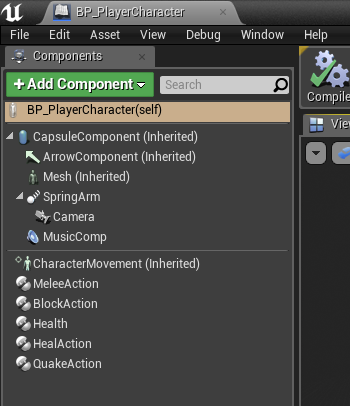 BP_PlayerCharacter
File Edit Asset View Debug Window Help
Components
+Add Component Search
Compile
BP_PlayerCharacter(self)
Vie
CapsuleComponent (Inherited)
ArrowComponent (Inherited)
Mesh (Inherited)
SpringArm
Camera
MusicComp
CharacterMovement (Inherited)
MeleeAction
BlockAction
Health
HealAction
QuakeAction